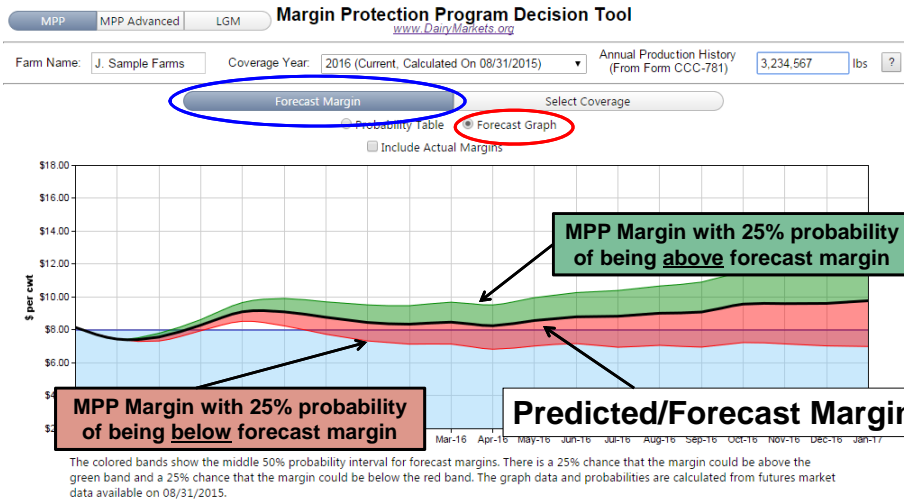 Margin Protection Program Decision Tool
MPP MPP Advanced LGM
www.DairyMarkets.org
Farm Name: J. Sample Farms Coverage Year: 2016 (Current, Calculated On 08/31/2015) Annual Production History (From Form CCC-781) 3,234,567 lbs ?
Forecast Margin Select Coverage
Probability Table Forecast Graph
Include Actual Margins
$18.00
$16.00
$14.00
MPP Margin with 25% probability
of being above forecast margin
$12.00
$10.00
$ per cwt
$8.00
$6.00
MPP Margin with 25% probability
of being below forecast margin
Predicted/Forecast Margin
Mar-16 Apr-16 May-16 Jun-16 Jul-16 Aug-16 Sep-16 Oct-16 Nov-16 Dec-16 Jan-17
The colored bands show the middle 50% probability interval for forecast margins. There is a 25% chance that the margin could be above the
green band and a 25% chance that the margin could be below the red band. The graph data and probabilities are calculated from futures market
data available on 08/31/2015.